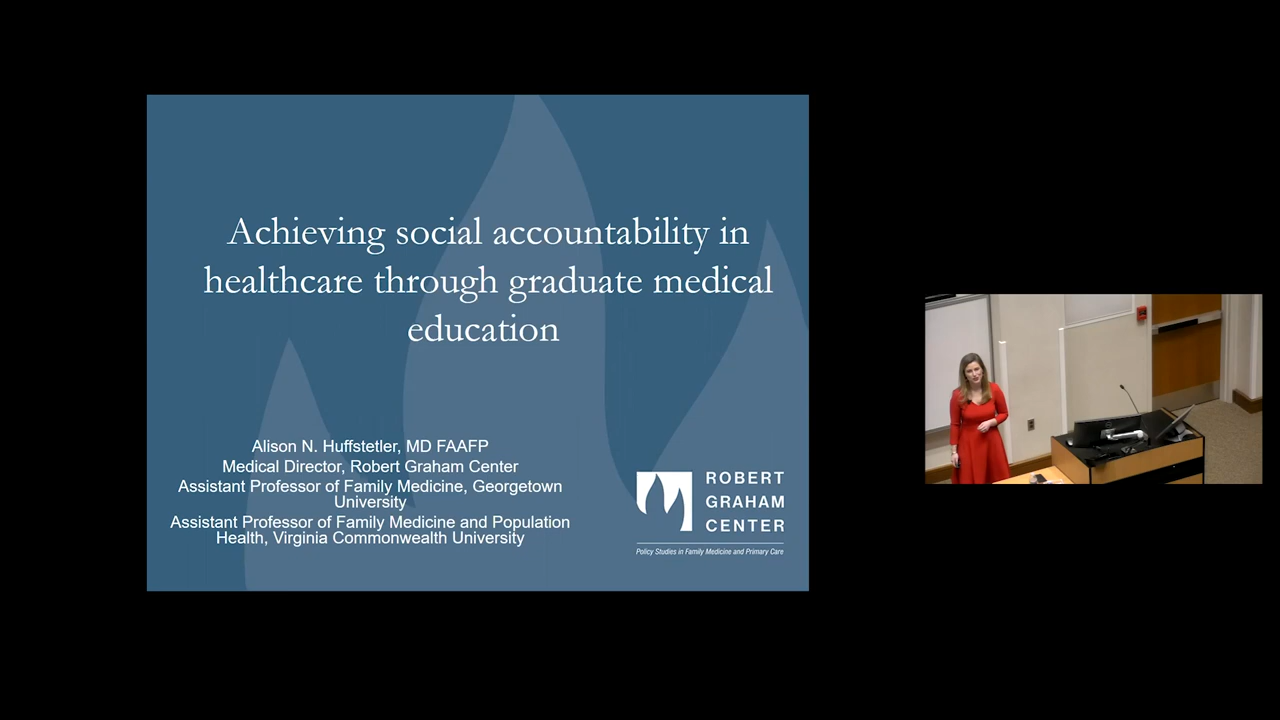 Achieving social accountability in
healthcare through graduate medical
education
Alison N. Huffstetler, MD FAAFP
Medical Director, Robert Graham Center
Assistant Professor of Family Medicine, Georgetown
University
Assistant Professor of Family Medicine and Population
Health, Virginia Commonwealth University
ROBERT
GRAHAM
CENTER
Policy Studies in Family Medicine and Primary Care